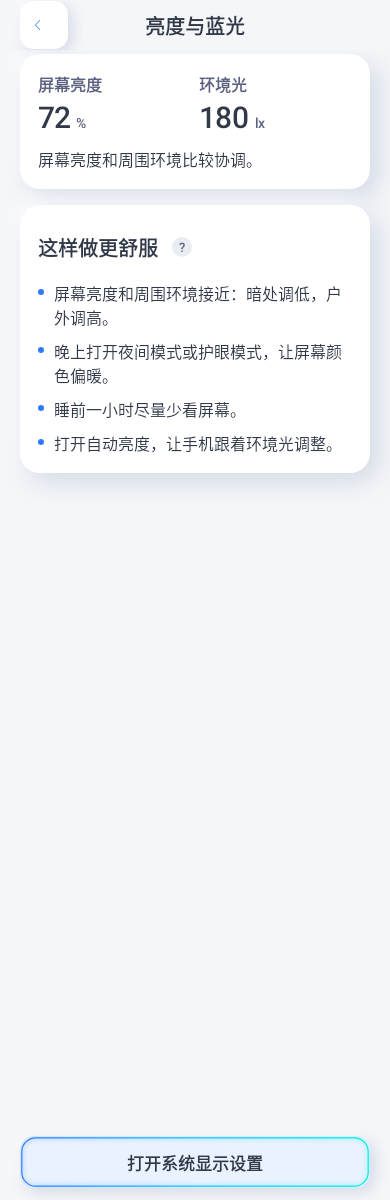 亮度与蓝光
屏幕亮度 环境光
72 % 180 lx
屏幕亮度和周围环境比较协调。
这样做更舒服 ?
屏幕亮度和周围环境接近：暗处调低，户
外调高。
晚上打开夜间模式或护眼模式，让屏幕颜
色偏暖。
睡前一小时尽量少看屏幕。
打开自动亮度，让手机跟着环境光调整。
打开系统显示设置